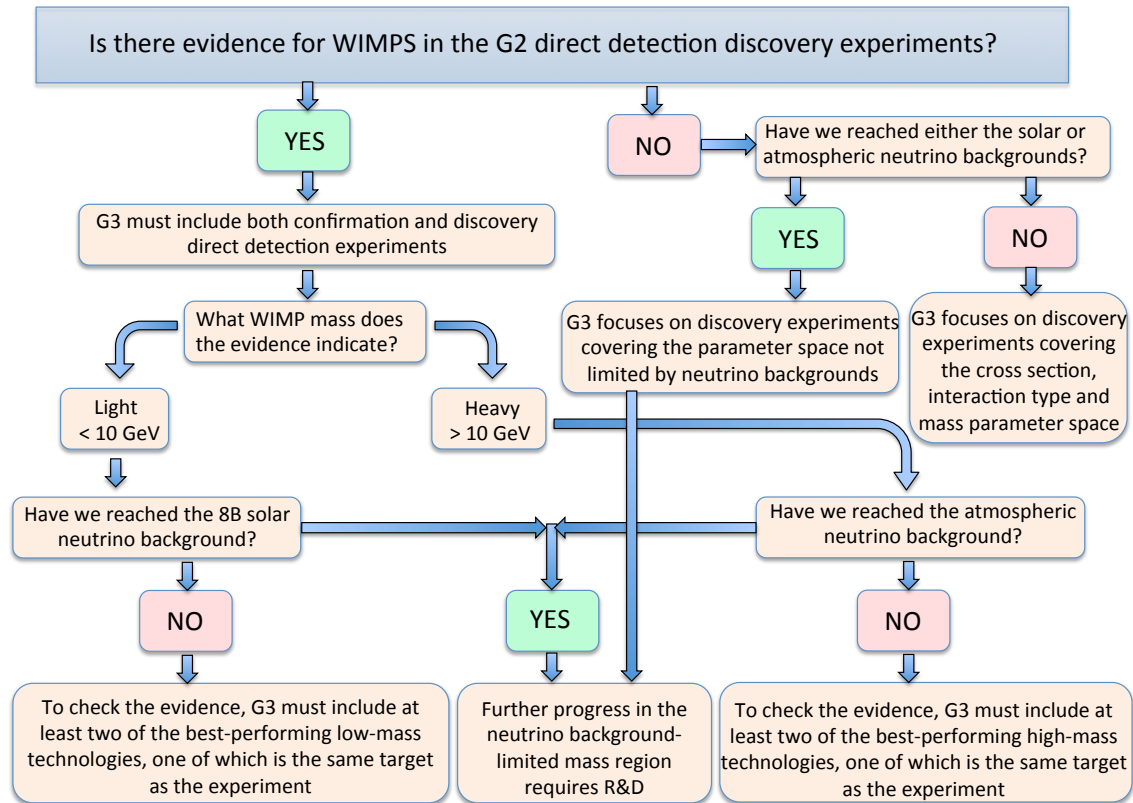 Is there evidence for WIMPS in the G2 direct detection discovery experiments?
YES
NO
Have we reached either the solar or
atmospheric neutrino backgrounds?
G3 must include both confirmation and discovery
direct detection experiments
YES
NO
What WIMP mass does
the evidence indicate?
G3 focuses on discovery experiments
covering the parameter space not
limited by neutrino backgrounds
G3 focuses on discovery
experiments covering
the cross section,
interaction type and
mass parameter space
Light
< 10 GeV
Heavy
> 10 GeV
Have we reached the 8B solar
neutrino background?
Have we reached the atmospheric
neutrino background?
NO
YES
NO
To check the evidence, G3 must include at
least two of the best-performing low-mass
technologies, one of which is the same target
as the experiment
Further progress in the
neutrino background-
limited mass region
requires R&D
To check the evidence, G3 must include at
least two of the best-performing high-mass
technologies, one of which is the same target
as the experiment